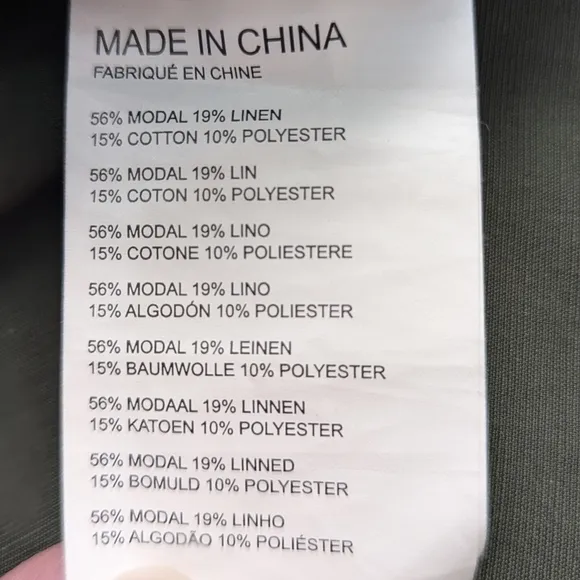 MADE IN CHINA
FABRIQUÉ EN CHINE
56% MODAL 19% LINEN
15% COTTON 10% POLYESTER
56% MODAL 19% LIN
15% COTON 10% POLYESTER
56% MODAL 19% LINO
15% COTONE 10% POLIESTERE
56% MODAL 19% LINO
15% ALGODÓN 10% POLIESTER
56% MODAL 19% LEINEN
15% BAUMWOLLE 10% POLYESTER
56% MODAAL 19% LINNEN
15% KATOEN 10% POLYESTER
56% MODAL 19% LINNED
15% BOMULD 10% POLYESTER
56% MODAL 19% LINHO
15% ALGODÃO 10% POLIÉSTER